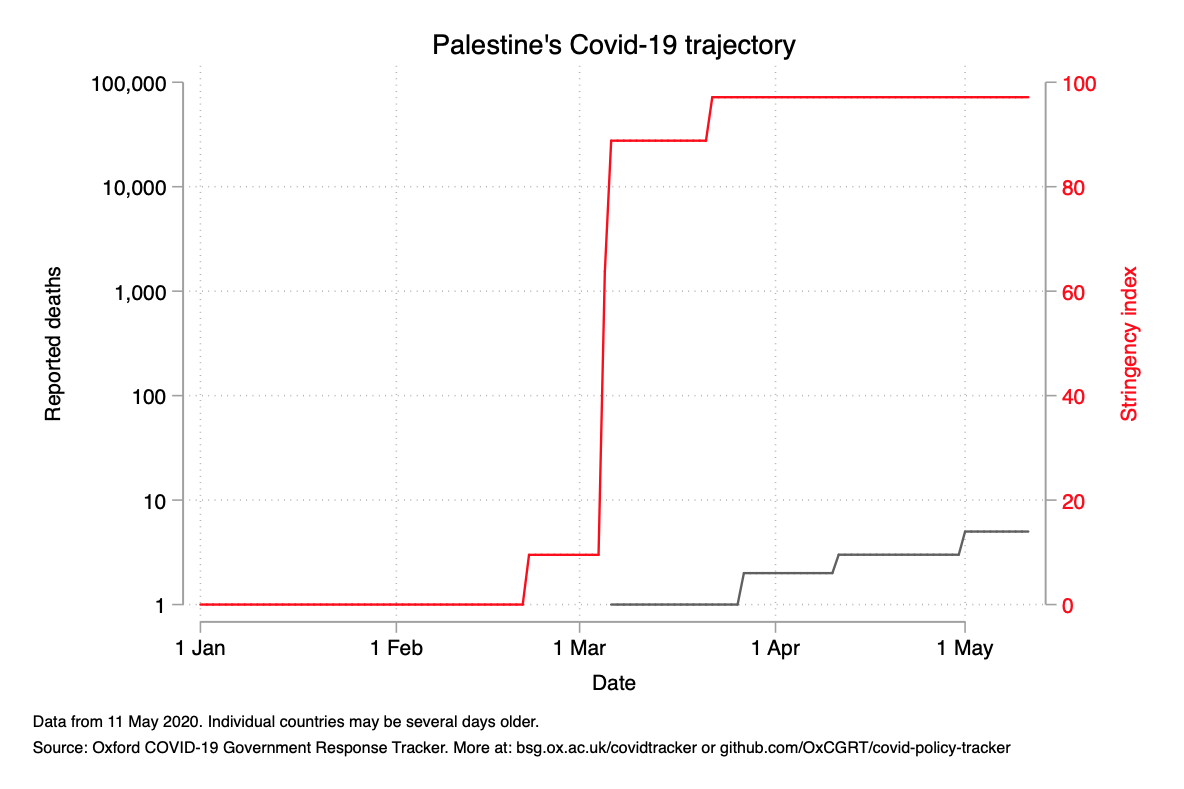 Palestine's Covid-19 trajectory
100,000
10,000
1,000
100
10
1
Reported deaths
100
80
60
40
20
0
Stringency index
1 Jan
1 Feb
1 Mar
1 Apr
1 May
Date
Data from 11 May 2020. Individual countries may be several days older.
Source: Oxford COVID-19 Government Response Tracker. More at: bsg.ox.ac.uk/covidtracker or github.com/OxCGRT/covid-policy-tracker